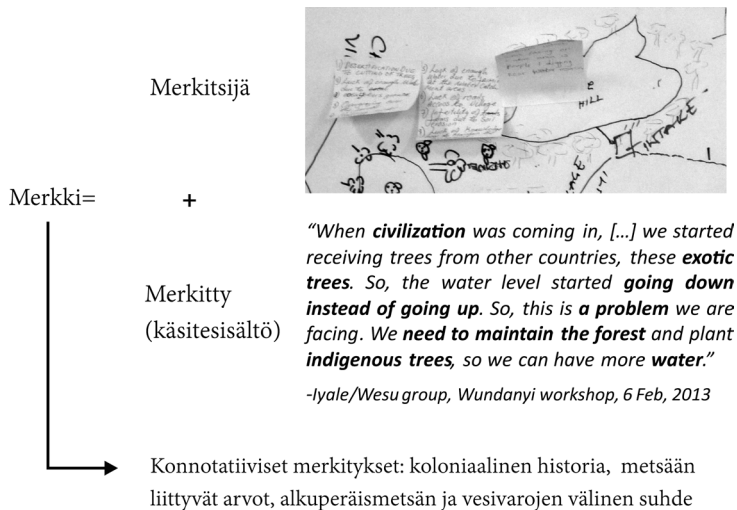 Merkitsijä
HILL
INTAKE
Merkki=
+
“When civilization was coming in, […] we started
receiving trees from other countries, these exotic
trees. So, the water level started going down
instead of going up. So, this is a problem we are
facing. We need to maintain the forest and plant
indigenous trees, so we can have more water.”
-Iyale/Wesu group, Wundanyi workshop, 6 Feb, 2013
Merkitty
(käsitesisältö)
Konnotatiiviset merkitykset: koloniaalinen historia, metsään
liittyvät arvot, alkuperäismetsän ja vesivarojen välinen suhde